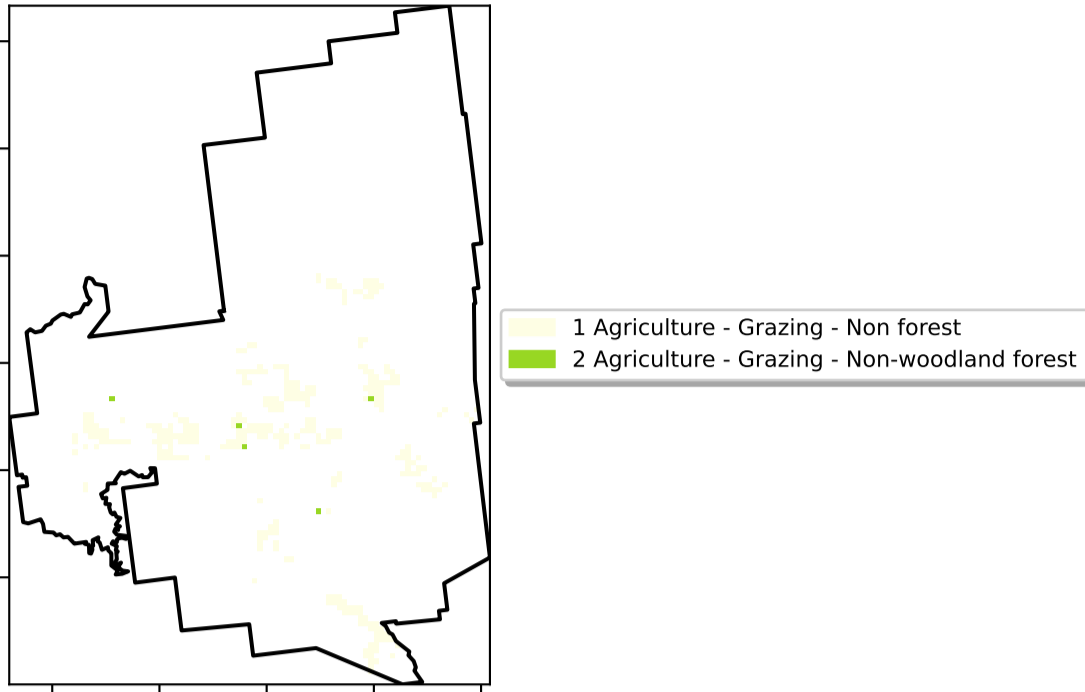 1 Agriculture - Grazing - Non forest
2 Agriculture - Grazing - Non-woodland forest